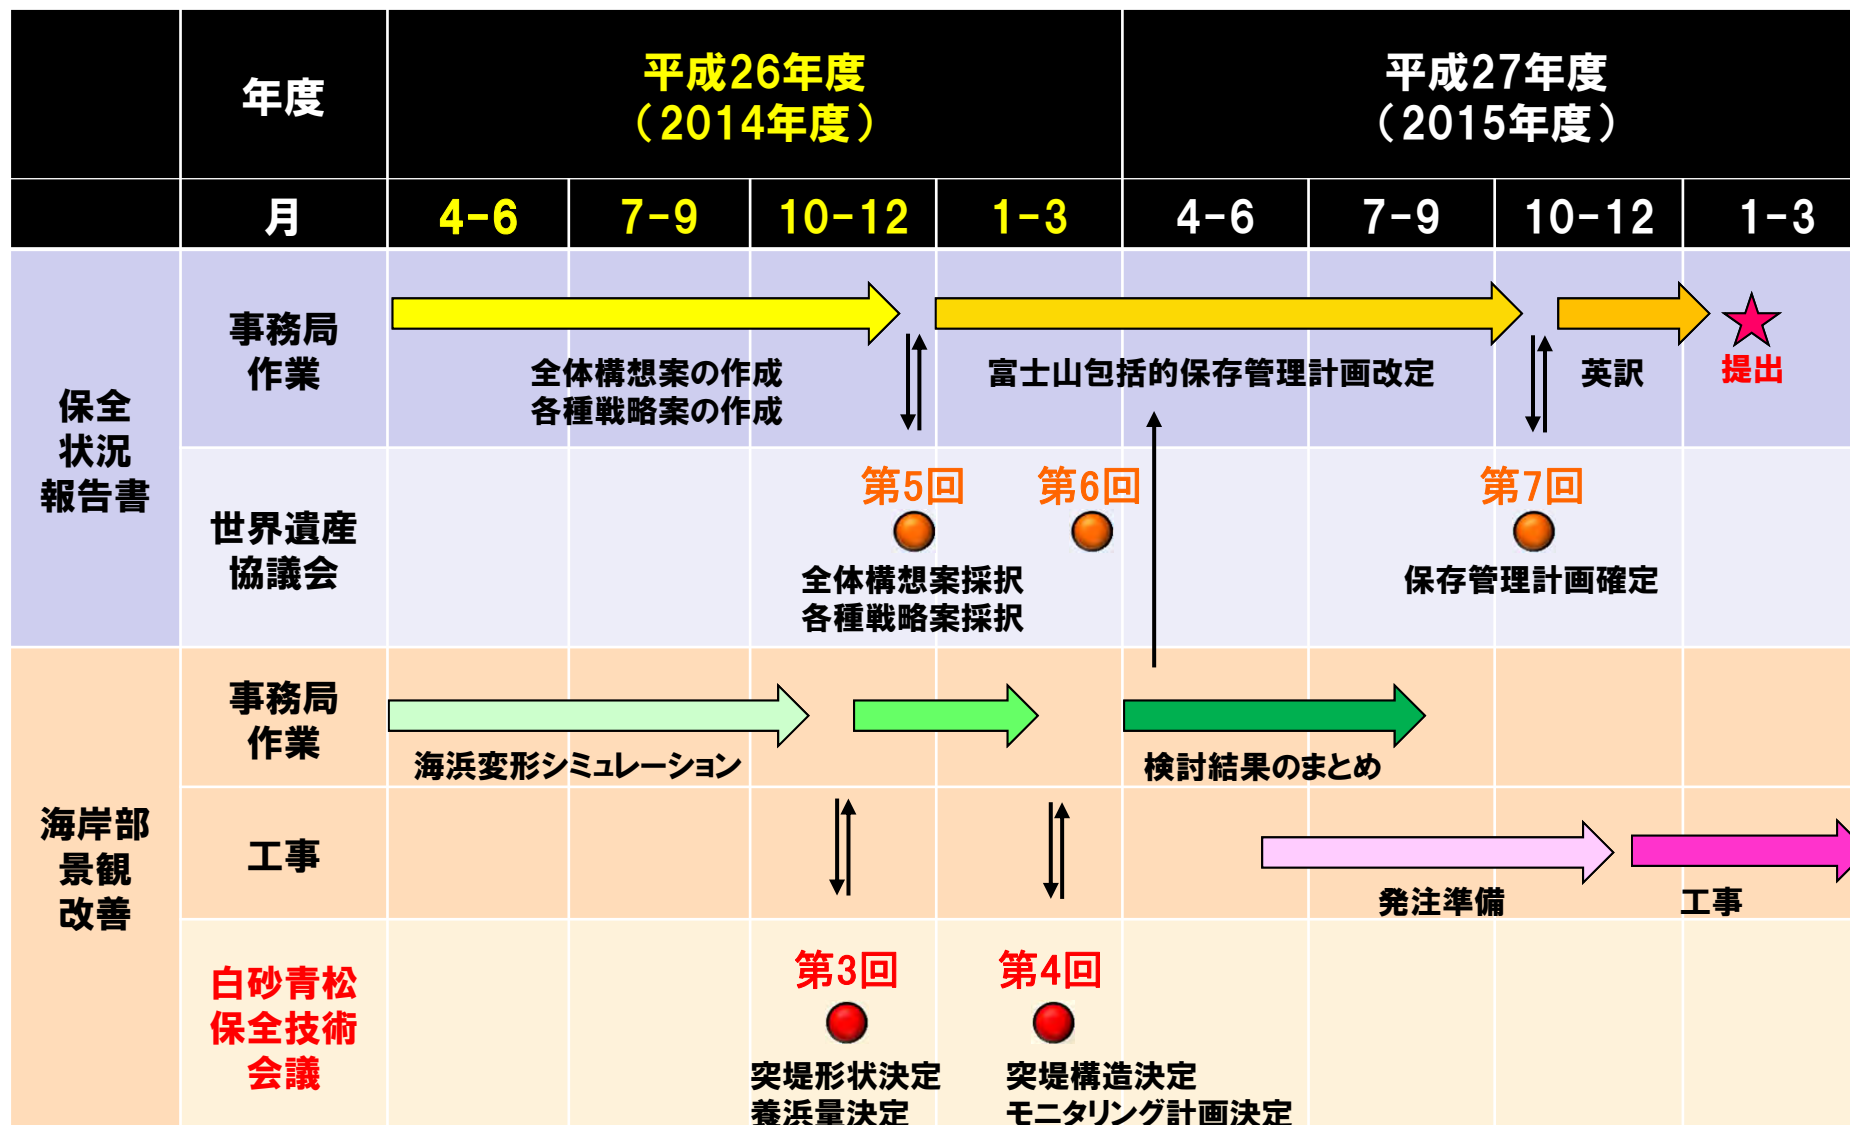 年度
平成26年度
（2014年度）
平成27年度
（2015年度）
月
4-6
7-9
10-12
1-3
4-6
7-9
10-12
1-3
保全
状況
報告書
事務局
作業
全体構想案の作成
各種戦略案の作成
富士山包括的保存管理計画改定
英訳
提出
世界遺産
協議会
第5回
第6回
第7回
全体構想案採択
各種戦略案採択
保存管理計画確定
海岸部
景観
改善
事務局
作業
海浜変形シミュレーション
検討結果のまとめ
工事
発注準備
工事
白砂青松
保全技術
会議
第3回
第4回
突堤形状決定
養浜量決定
突堤構造決定
モニタリング計画決定